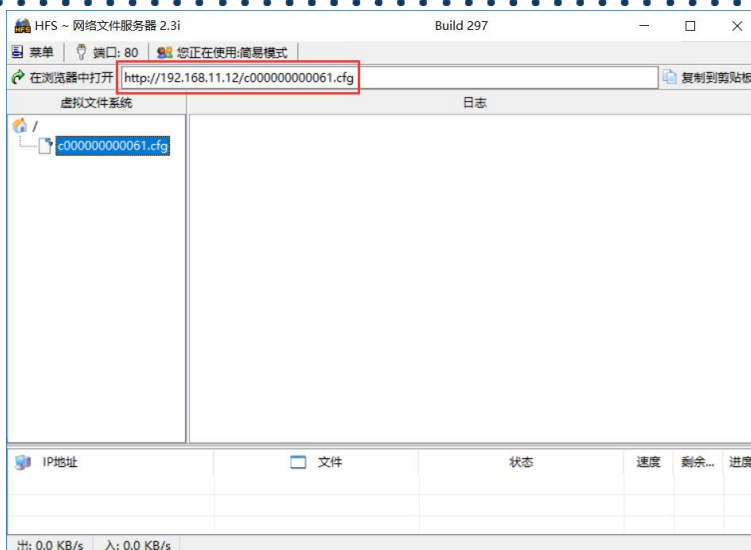 HFS ~ 网络文件服务器 2.3i Build 297
菜单 端口: 80 您正在使用:简易模式
在浏览器中打开 http://192.168.11.12/c000000000061.cfg 复制到剪贴板
虚拟文件系统 日志
/
c000000000061.cfg
IP地址 文件 状态 速度 剩余... 进度
出: 0.0 KB/s 入: 0.0 KB/s